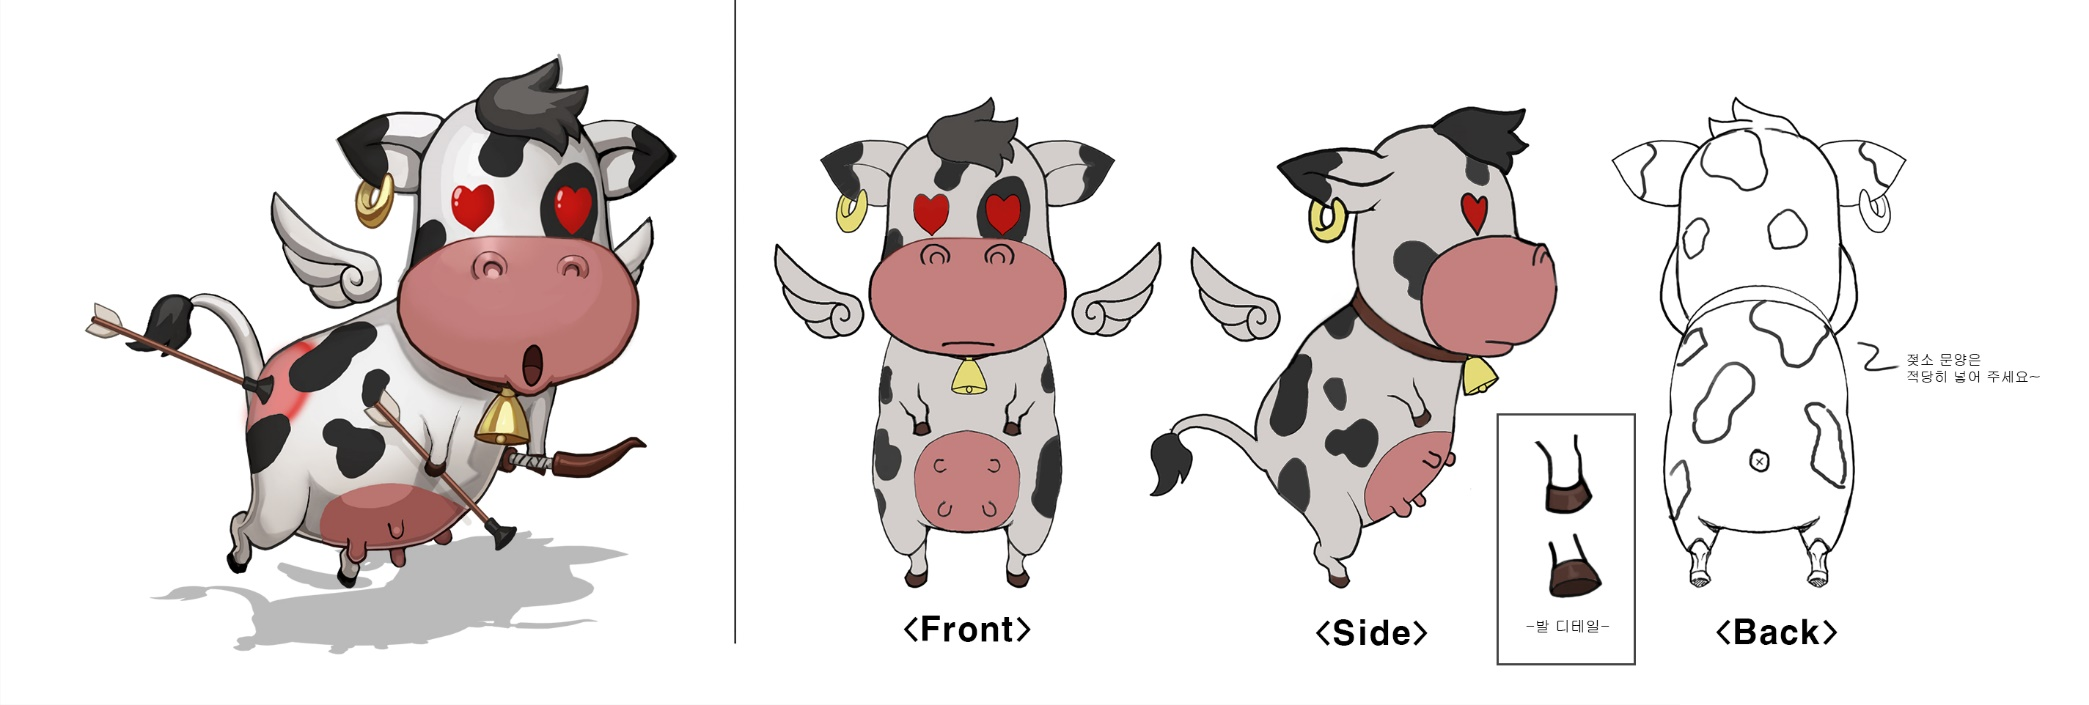 <Front>
<Side>
-발 디테일-
<Back>
젖소 문양은
적당히 넣어 주세요~